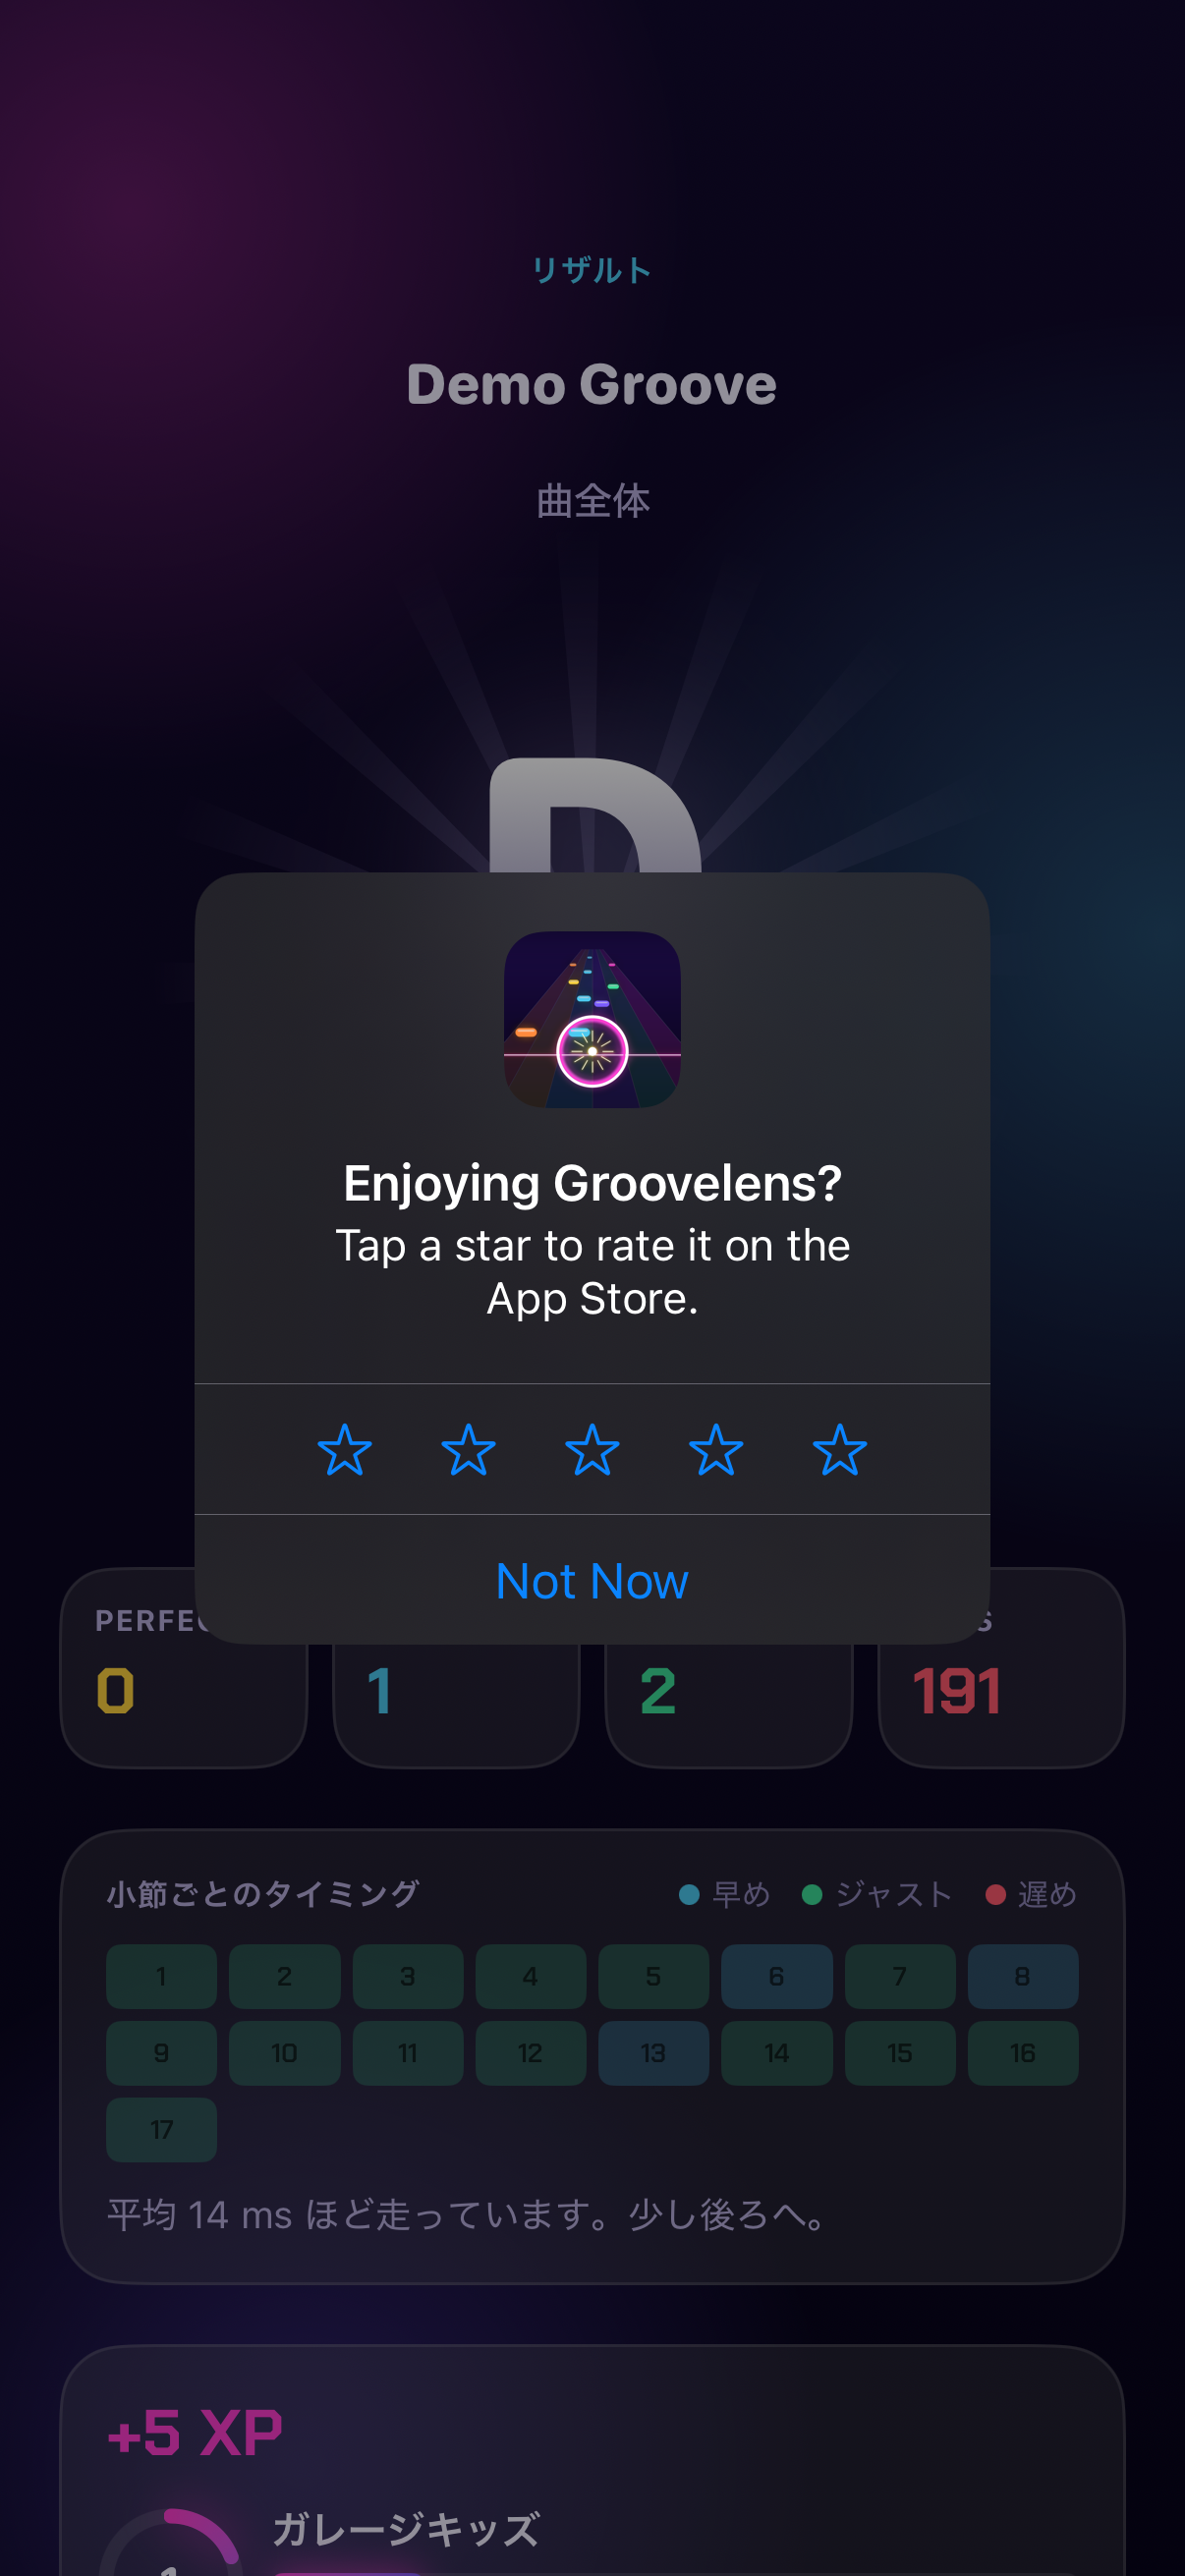 リザルト
Demo Groove
曲全体
D
Enjoying Groovelens?
Tap a star to rate it on the
App Store.
Not Now
0
1
2
191
小節ごとのタイミング
早め ジャスト 遅め
1 2 3 4 5 6 7 8
9 10 11 12 13 14 15 16
17
平均 14 ms ほど走っています。少し後ろへ。
+5 XP
ガレージキッズ